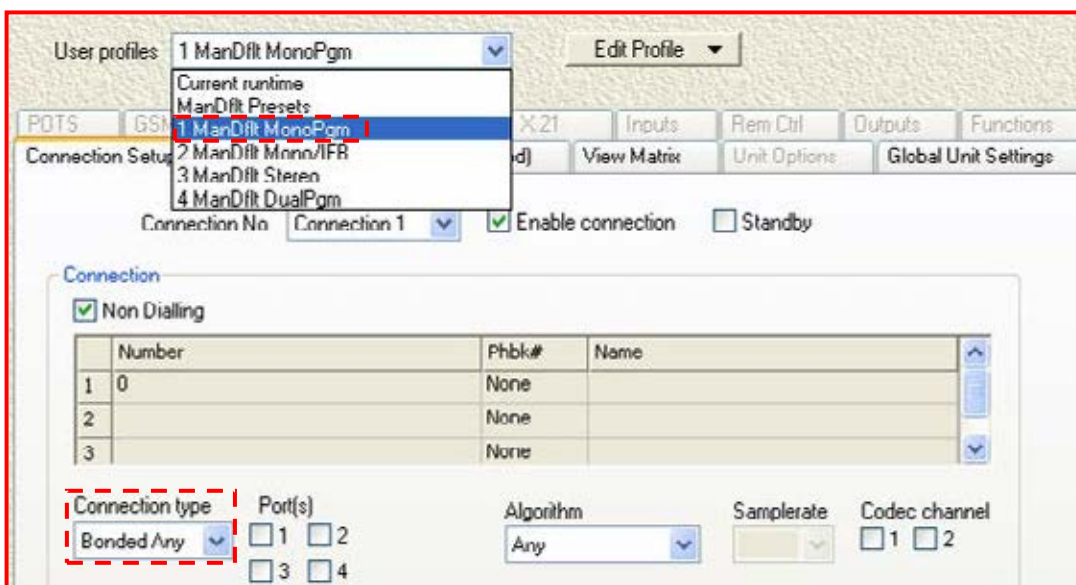 User profiles 1 ManDflt MonoPgm Edit Profile
Current runtime
ManDflt Presets
1 ManDflt MonoPgm
2 ManDflt Mono/IFB
3 ManDflt Stereo
4 ManDflt DualPgm
POTS GSM X.21 Inputs Rem Ctrl Outputs Functions
Connection Setup View Matrix Unit Options Global Unit Settings
Connection No Connection 1 Enable connection Standby
Connection
Non Dialling
Number Phbk# Name
1 0 None
2 None
3 None
Connection type Port(s) Algorithm Samplerate Codec channel
Bonded Any 1 2 Any 1 2
3 4